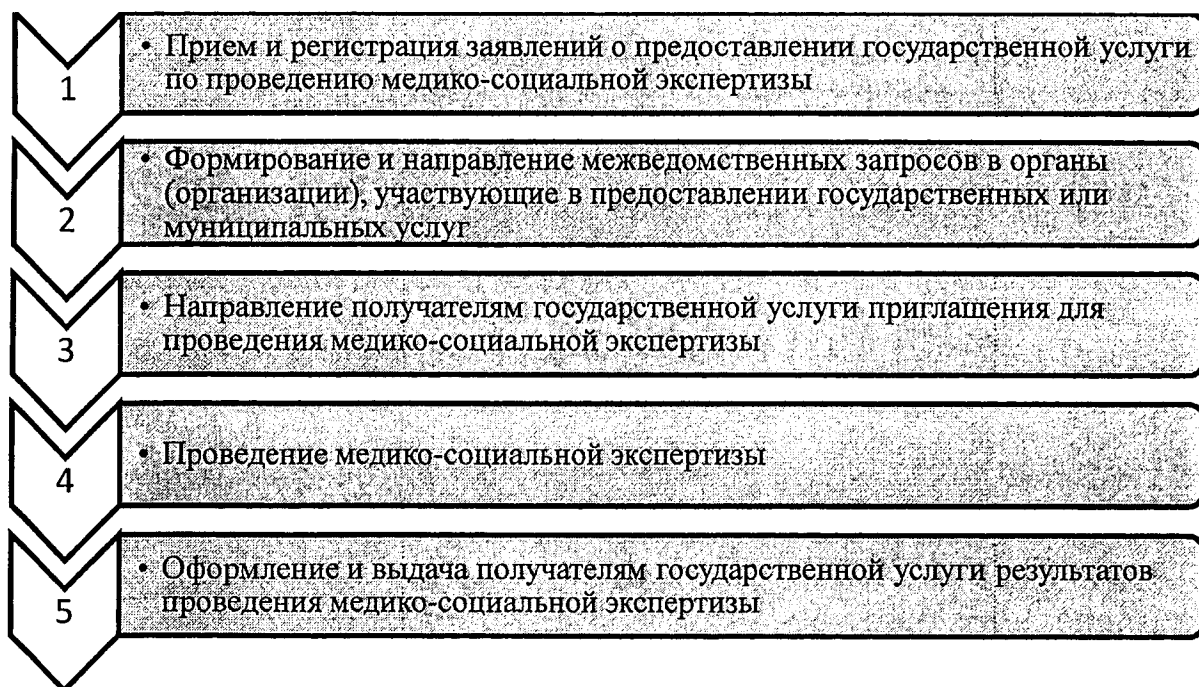 1
• Прием и регистрация заявлений о предоставлении государственной услуги
по проведению медико-социальной экспертизы
2
• Формирование и направление межведомственных запросов в органы
(организации), участвующие в предоставлении государственных или
муниципальных услуг
3
• Направление получателям государственной услуги приглашения для
проведения медико-социальной экспертизы
4
• Проведение медико-социальной экспертизы
5
• Оформление и выдача получателям государственной услуги результатов
проведения медико-социальной экспертизы